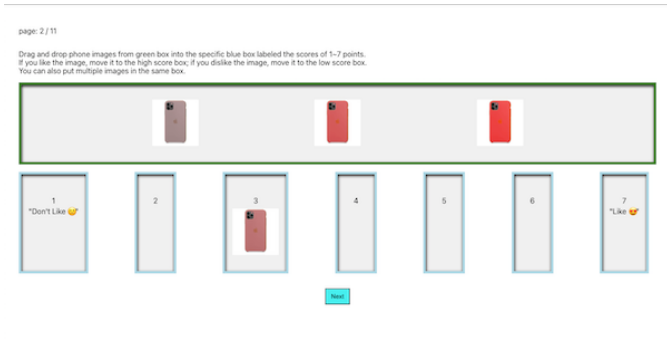 page: 2 / 11
Drag and drop phone images from green box into the specific blue box labeled the scores of 1–7 points.
If you like the image, move it to the high score box; if you dislike the image, move it to the low score box.
You can also put multiple images in the same box.
1
"Don't Like 😴"
2
3
4
5
6
7
"Like 😍"
Next